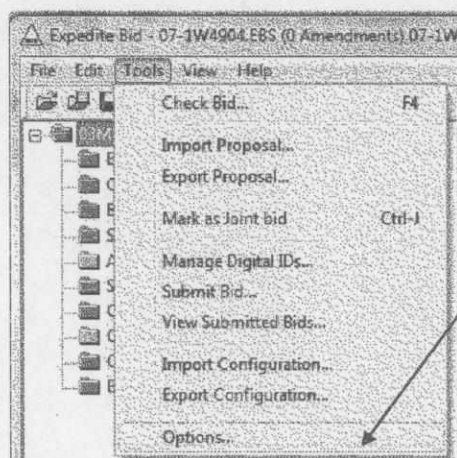 Expedite Bid - 07-1W4904.EBS (0 Amendments) 07-1W
File Edit Tools View Help
Check Bid... F4
Import Proposal...
Export Proposal...
Mark as Joint bid Ctrl-J
Manage Digital IDs...
Submit Bid...
View Submitted Bids...
Import Configuration...
Export Configuration...
Options...